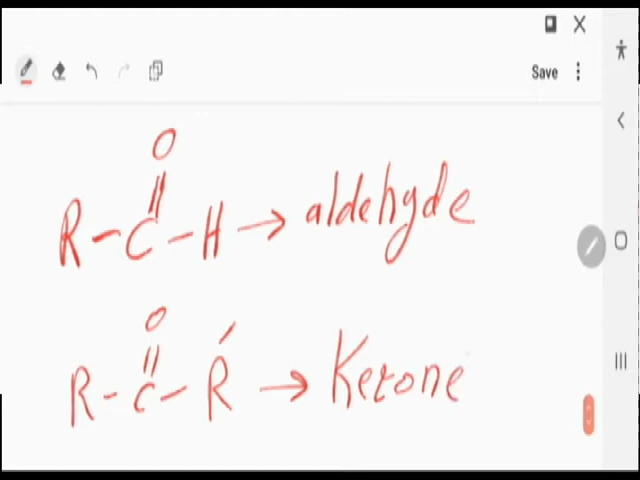 Save
O
||
R-C-H → aldehyde
O
||
R-C-R' → Ketone